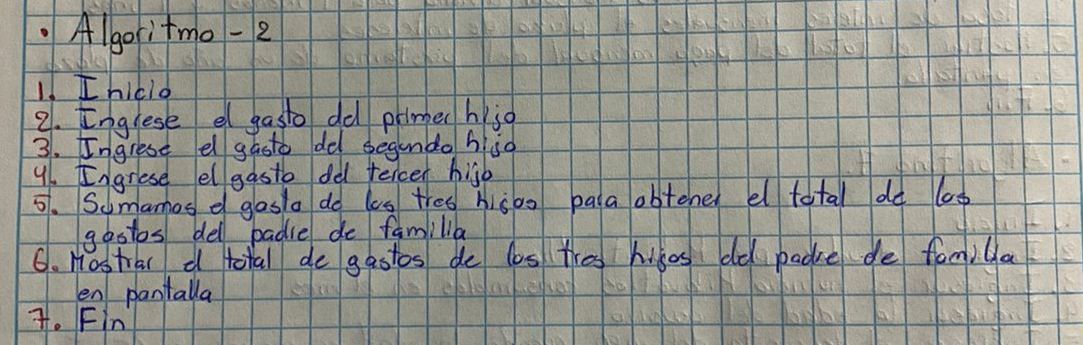 • Algoritmo - 2
1. Inicio
2. Ingrese el gasto del primer hijo
3. Ingrese el gasto del segundo hijo
4. Ingrese el gasto del tercer hijo
5. Sumamos el gasto de los tres hijos para obtener el total de los
gastos del padre de familia
6. Mostrar el total de gastos de los tres hijos del padre de familia
en pantalla
7. Fin